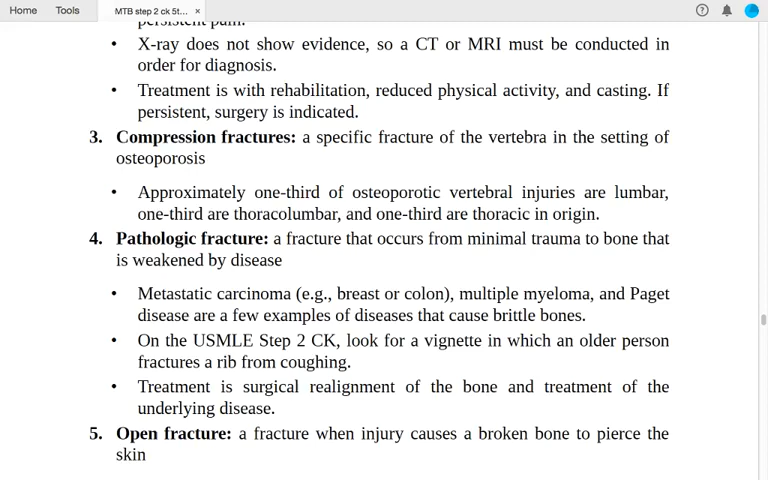 Home Tools MTB step 2 ck 5t... ×
persistent pain.
• X-ray does not show evidence, so a CT or MRI must be conducted in
order for diagnosis.
• Treatment is with rehabilitation, reduced physical activity, and casting. If
persistent, surgery is indicated.
3. Compression fractures: a specific fracture of the vertebra in the setting of
osteoporosis
• Approximately one-third of osteoporotic vertebral injuries are lumbar,
one-third are thoracolumbar, and one-third are thoracic in origin.
4. Pathologic fracture: a fracture that occurs from minimal trauma to bone that
is weakened by disease
• Metastatic carcinoma (e.g., breast or colon), multiple myeloma, and Paget
disease are a few examples of diseases that cause brittle bones.
• On the USMLE Step 2 CK, look for a vignette in which an older person
fractures a rib from coughing.
• Treatment is surgical realignment of the bone and treatment of the
underlying disease.
5. Open fracture: a fracture when injury causes a broken bone to pierce the
skin